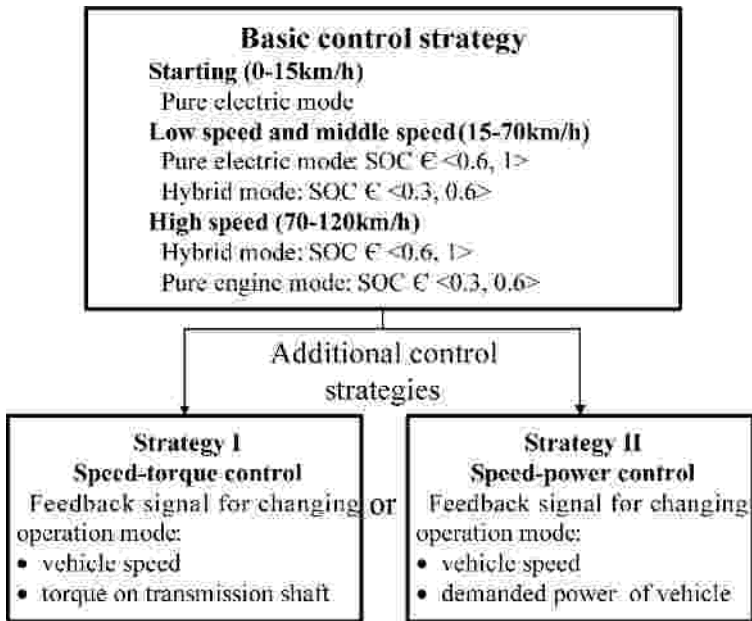 Basic control strategy
Starting (0-15km/h)
Pure electric mode
Low speed and middle speed (15-70km/h)
Pure electric mode: SOC Є <0.6, 1>
Hybrid mode: SOC Є <0.3, 0.6>
High speed (70-120km/h)
Hybrid mode: SOC Є <0.6, 1>
Pure engine mode: SOC Є <0.3, 0.6>
Additional control
strategies
Strategy I
Speed-torque control
Feedback signal for changing
operation mode:
• vehicle speed
• torque on transmission shaft
or
Strategy II
Speed-power control
Feedback signal for changing
operation mode:
• vehicle speed
• demanded power of vehicle